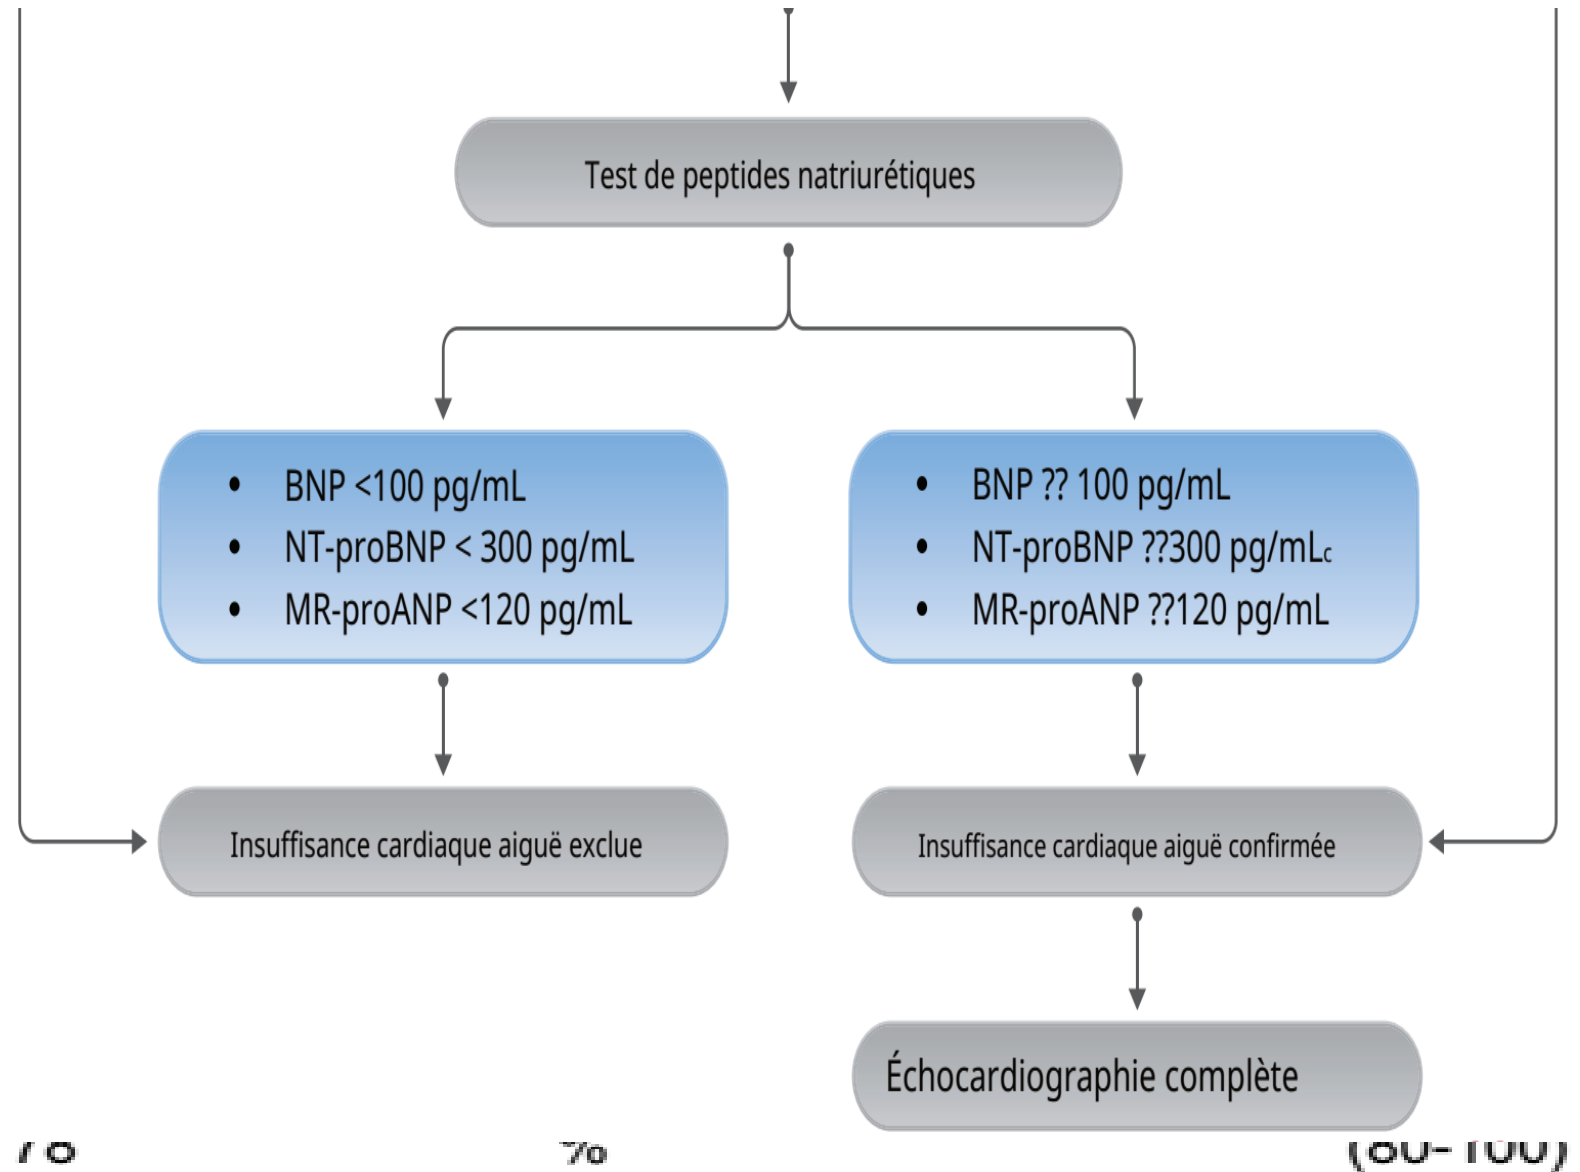 Test de peptides natriurétiques
• BNP <100 pg/mL
• NT-proBNP < 300 pg/mL
• MR-proANP <120 pg/mL
• BNP ?? 100 pg/mL
• NT-proBNP ??300 pg/mLc
• MR-proANP ??120 pg/mL
Insuffisance cardiaque aiguë exclue
Insuffisance cardiaque aiguë confirmée
Échocardiographie complète
% (80-100)